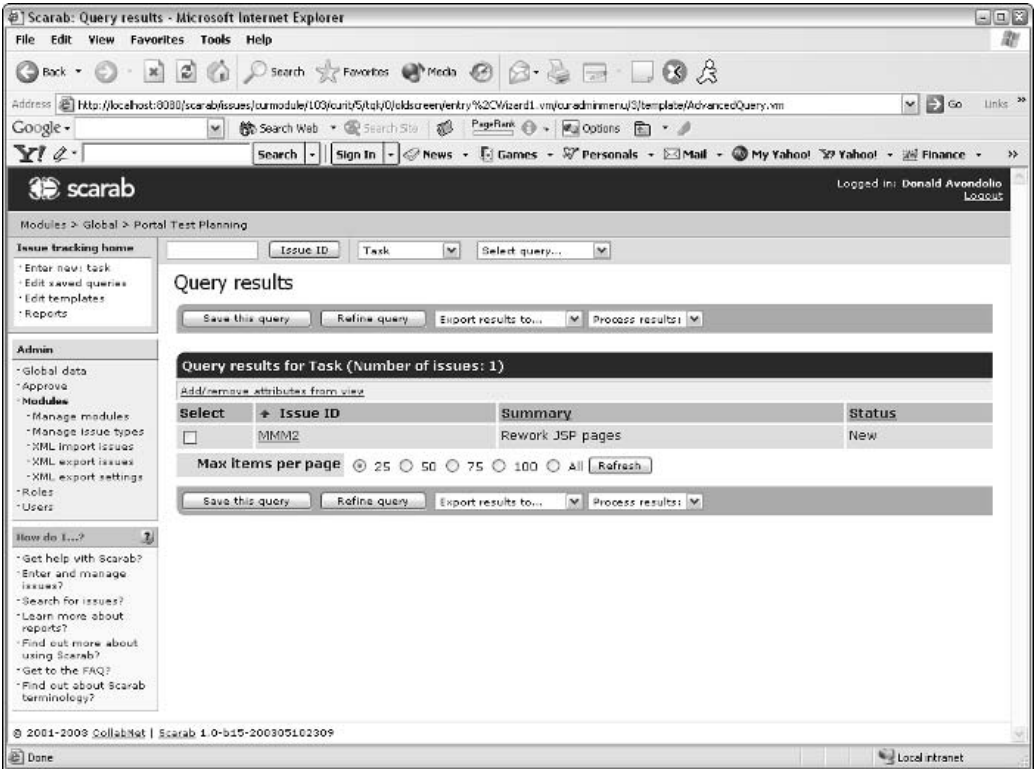 Scarab: Query results - Microsoft Internet Explorer
File Edit View Favorites Tools Help
Back Search Favorites Media
Address http://localhost:8080/scarab/issues/curmodule/103/curit/5/tqk/0/oldscreen/entry%2CWizard1.vm/curadminmenu/3/template/AdvancedQuery.vm Go Links »
Google Search Web Search Site PageRank Options
Y! Search Sign In News Games Personals Mail My Yahoo! Yahoo! Finance »
scarab
Logged in: Donald Avondolio
Logout
Modules > Global > Portal Test Planning
Issue tracking home
Issue ID Task Select query...
Enter new: task
Edit saved queries
Edit templates
Reports
Query results
Save this query Refine query Export results to... Process results:
Admin
Global data
Approve
Modules
Manage modules
Manage issue types
XML import issues
XML export issues
XML export settings
Roles
Users
Query results for Task (Number of issues: 1)
Add/remove attributes from view
Select Issue ID Summary Status
MMM2 Rework JSP pages New
Max items per page 25 50 75 100 All Refresh
Save this query Refine query Export results to... Process results:
How do I...? ?
Get help with Scarab?
Enter and manage
issues?
Search for issues?
Learn more about
reports?
Find out more about
using Scarab?
Get to the FAQ?
Find out about Scarab
terminology?
© 2001-2003 CollabNet | Scarab 1.0-b15-200305102309
Done Local intranet